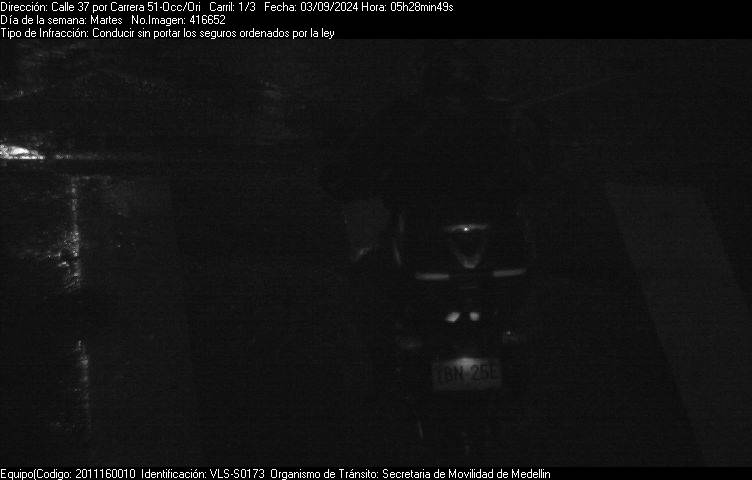 Dirección: Calle 37 por Carrera 51-Occ/Ori Carril: 1/3 Fecha: 03/09/2024 Hora: 05h28min49s
Día de la semana: Martes No.Imagen: 416652
Tipo de Infracción: Conducir sin portar los seguros ordenados por la ley
Equipo(Codigo: 2011160010 Identificación: VLS-S0173 Organismo de Tránsito: Secretaria de Movilidad de Medellin